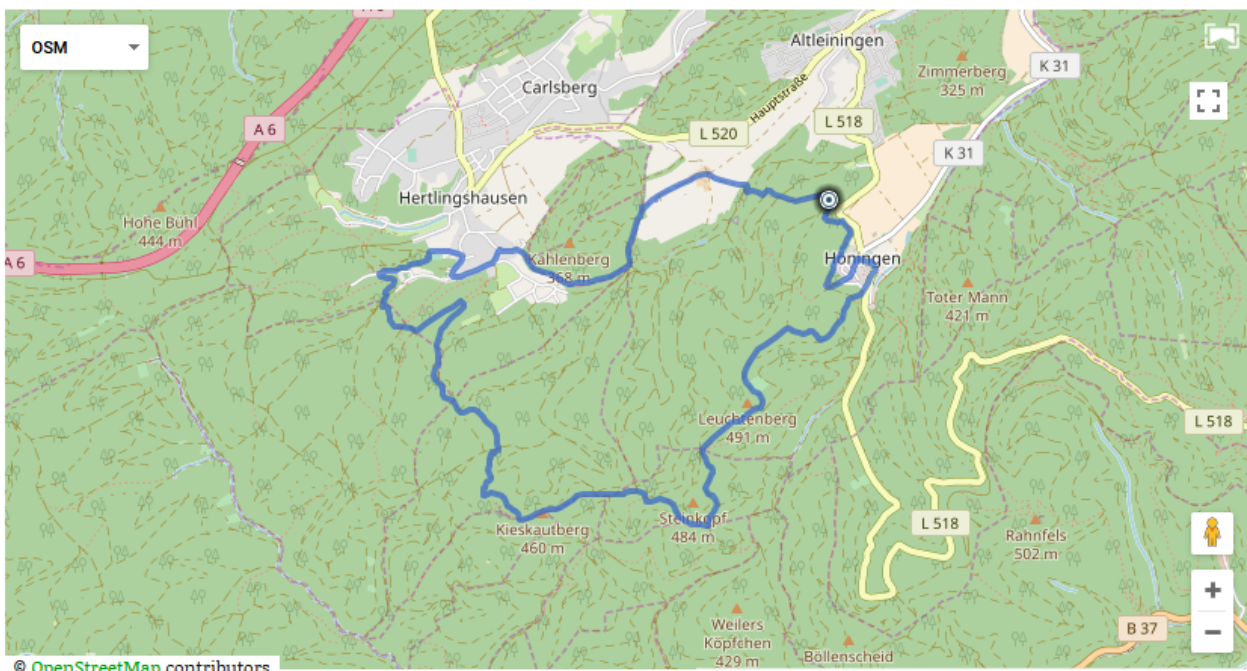 OSM
A 6
Carlsberg
Altleiningen
Zimmerberg
325 m
K 31
Hauptstraße
L 520
L 518
K 31
A 6
Hertlingshausen
Hohe Bühl
444 m
A 6
Kahlenberg
368 m
Höningen
Toter Mann
421 m
Leuchtenberg
491 m
L 518
Kieskautberg
460 m
Steinkopf
484 m
L 518
Rahnfels
502 m
Weilers
Köpfchen
429 m
Böllenscheid
B 37
+
−
© OpenStreetMap contributors